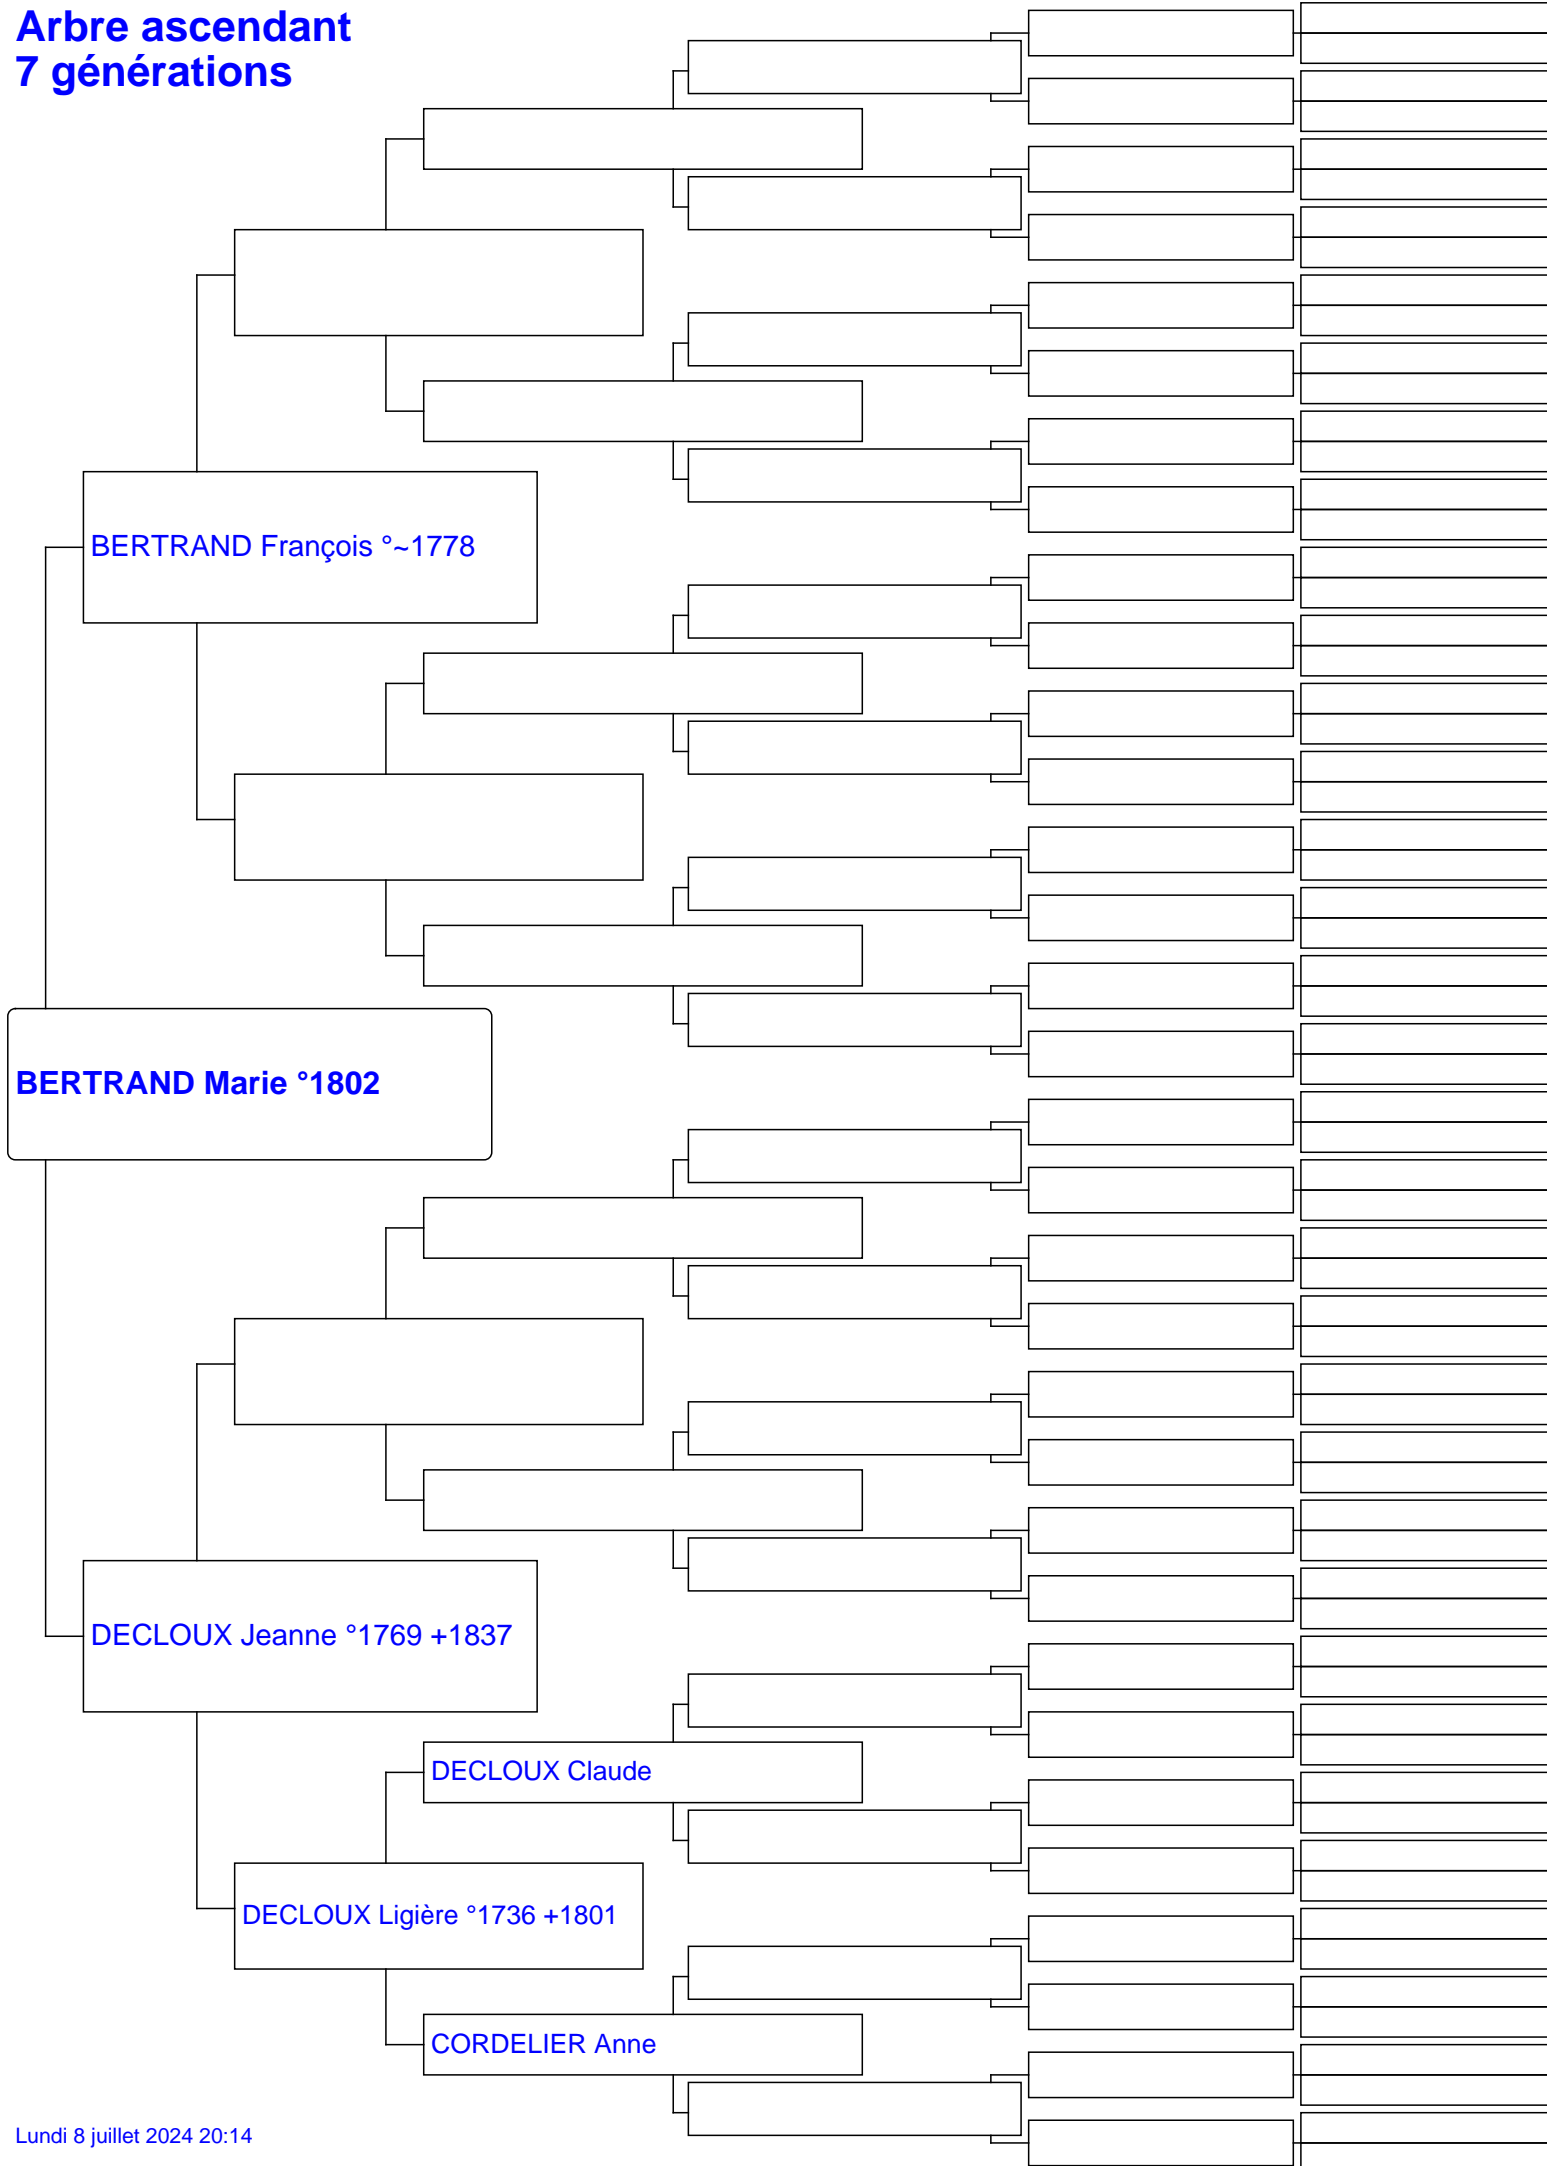 Arbre ascendant
7 générations
BERTRAND François °~1778
BERTRAND Marie °1802
DECLOUX Jeanne °1769 +1837
DECLOUX Claude
DECLOUX Ligière °1736 +1801
CORDELIER Anne
Lundi 8 juillet 2024 20:14